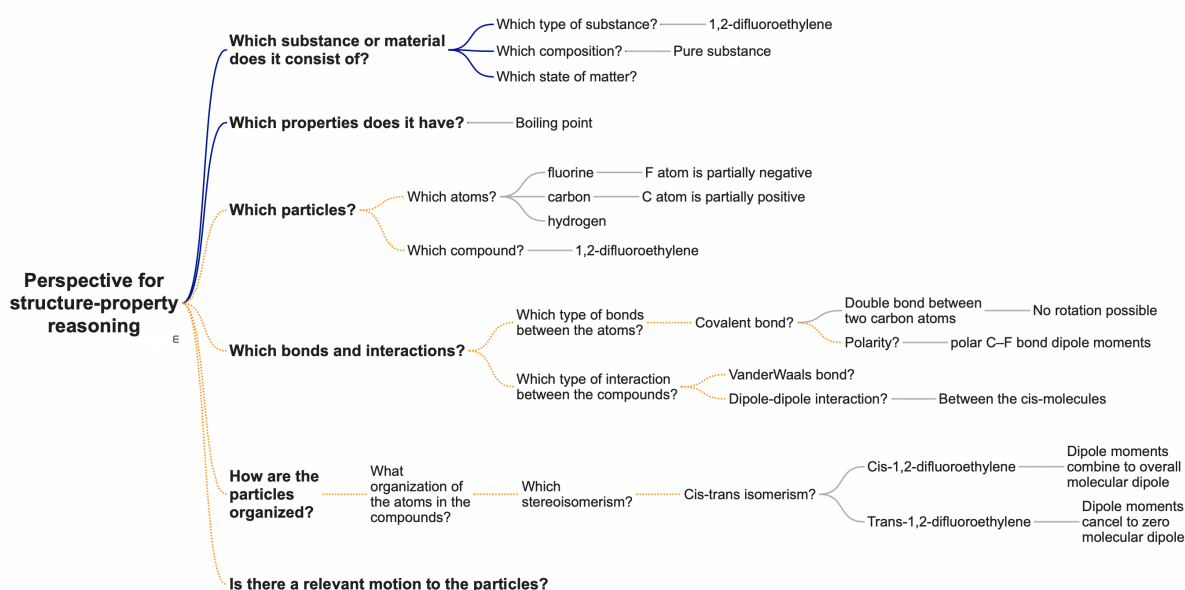 Perspective for
structure-property
reasoning
E
Which substance or material
does it consist of?
Which type of substance?
1,2-difluoroethylene
Which composition?
Pure substance
Which state of matter?
Which properties does it have?
Boiling point
Which particles?
Which atoms?
fluorine
F atom is partially negative
carbon
C atom is partially positive
hydrogen
Which compound?
1,2-difluoroethylene
Which bonds and interactions?
Which type of bonds
between the atoms?
Covalent bond?
Double bond between
two carbon atoms
No rotation possible
Polarity?
polar C–F bond dipole moments
Which type of interaction
between the compounds?
VanderWaals bond?
Dipole-dipole interaction?
Between the cis-molecules
How are the
particles
organized?
What
organization of
the atoms in the
compounds?
Which
stereoisomerism?
Cis-trans isomerism?
Cis-1,2-difluoroethylene
Dipole moments
combine to overall
molecular dipole
Trans-1,2-difluoroethylene
Dipole moments
cancel to zero
molecular dipole
Is there a relevant motion to the particles?